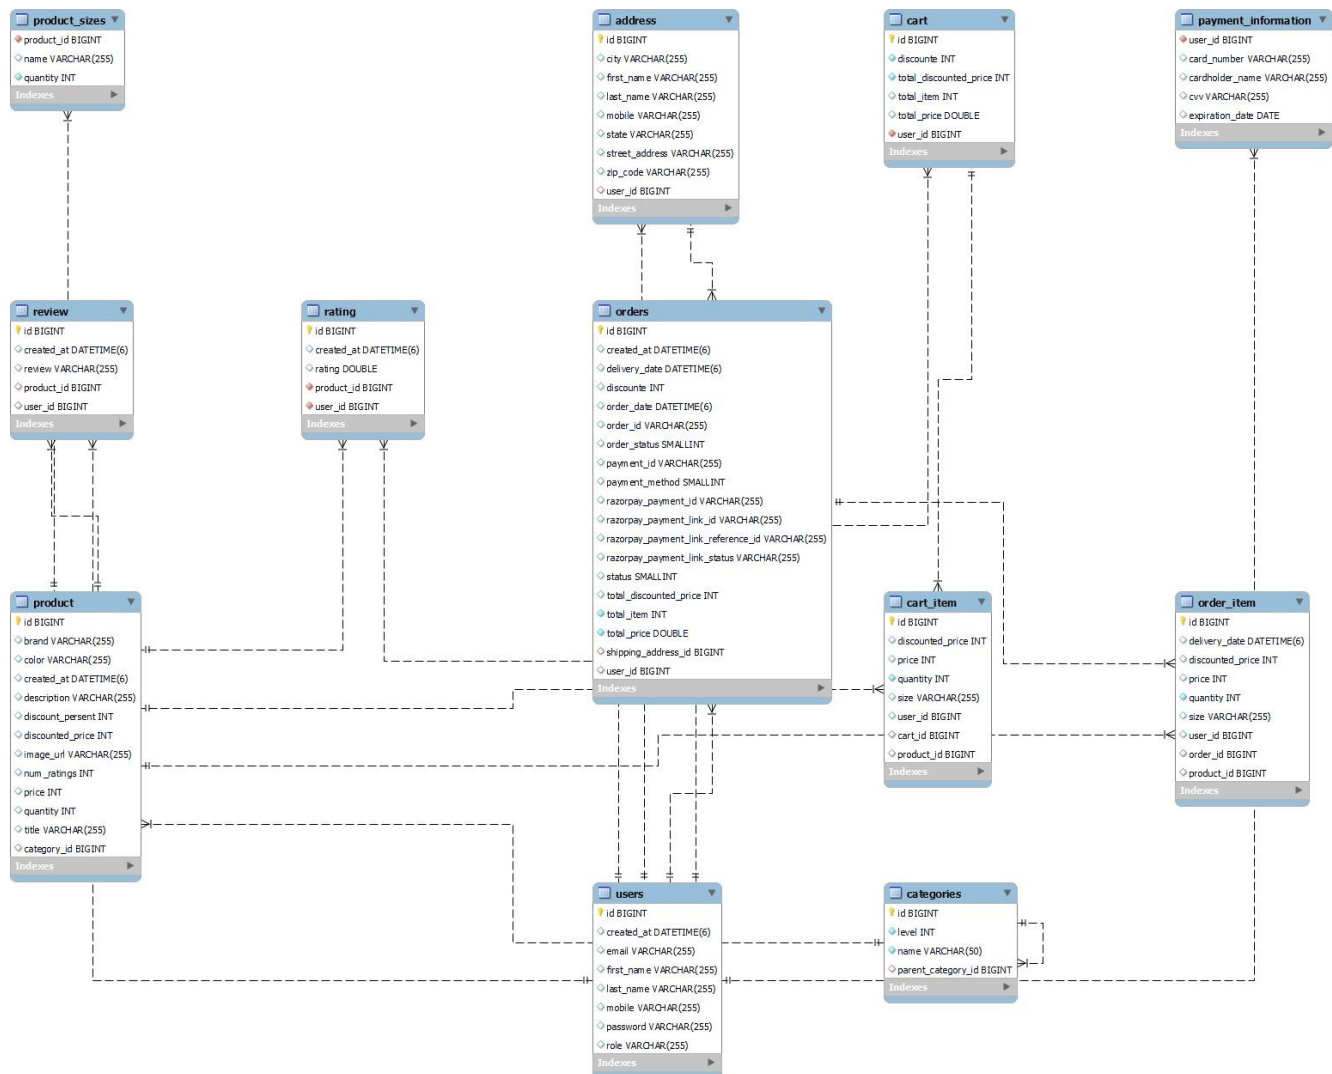 product_sizes
product_id BIGINT
name VARCHAR(255)
quantity INT
Indexes
address
id BIGINT
city VARCHAR(255)
first_name VARCHAR(255)
last_name VARCHAR(255)
mobile VARCHAR(255)
state VARCHAR(255)
street_address VARCHAR(255)
zip_code VARCHAR(255)
user_id BIGINT
Indexes
cart
id BIGINT
discounte INT
total_discounted_price INT
total_item INT
total_price DOUBLE
user_id BIGINT
Indexes
payment_information
user_id BIGINT
card_number VARCHAR(255)
cardholder_name VARCHAR(255)
cvv VARCHAR(255)
expiration_date DATE
Indexes
review
id BIGINT
created_at DATETIME(6)
review VARCHAR(255)
product_id BIGINT
user_id BIGINT
Indexes
rating
id BIGINT
created_at DATETIME(6)
rating DOUBLE
product_id BIGINT
user_id BIGINT
Indexes
orders
id BIGINT
created_at DATETIME(6)
delivery_date DATETIME(6)
discounte INT
order_date DATETIME(6)
order_id VARCHAR(255)
order_status SMALLINT
payment_id VARCHAR(255)
payment_method SMALLINT
razorpay_payment_id VARCHAR(255)
razorpay_payment_link_id VARCHAR(255)
razorpay_payment_link_reference_id VARCHAR(255)
razorpay_payment_link_status VARCHAR(255)
status SMALLINT
total_discounted_price INT
total_item INT
total_price DOUBLE
shipping_address_id BIGINT
user_id BIGINT
Indexes
product
id BIGINT
brand VARCHAR(255)
color VARCHAR(255)
created_at DATETIME(6)
description VARCHAR(255)
discount_persent INT
discounted_price INT
image_url VARCHAR(255)
num_ratings INT
price INT
quantity INT
title VARCHAR(255)
category_id BIGINT
Indexes
cart_item
id BIGINT
discounted_price INT
price INT
quantity INT
size VARCHAR(255)
user_id BIGINT
cart_id BIGINT
product_id BIGINT
Indexes
order_item
id BIGINT
delivery_date DATETIME(6)
discounted_price INT
price INT
quantity INT
size VARCHAR(255)
user_id BIGINT
order_id BIGINT
product_id BIGINT
Indexes
users
id BIGINT
created_at DATETIME(6)
email VARCHAR(255)
first_name VARCHAR(255)
last_name VARCHAR(255)
mobile VARCHAR(255)
password VARCHAR(255)
role VARCHAR(255)
Indexes
categories
id BIGINT
level INT
name VARCHAR(50)
parent_category_id BIGINT
Indexes